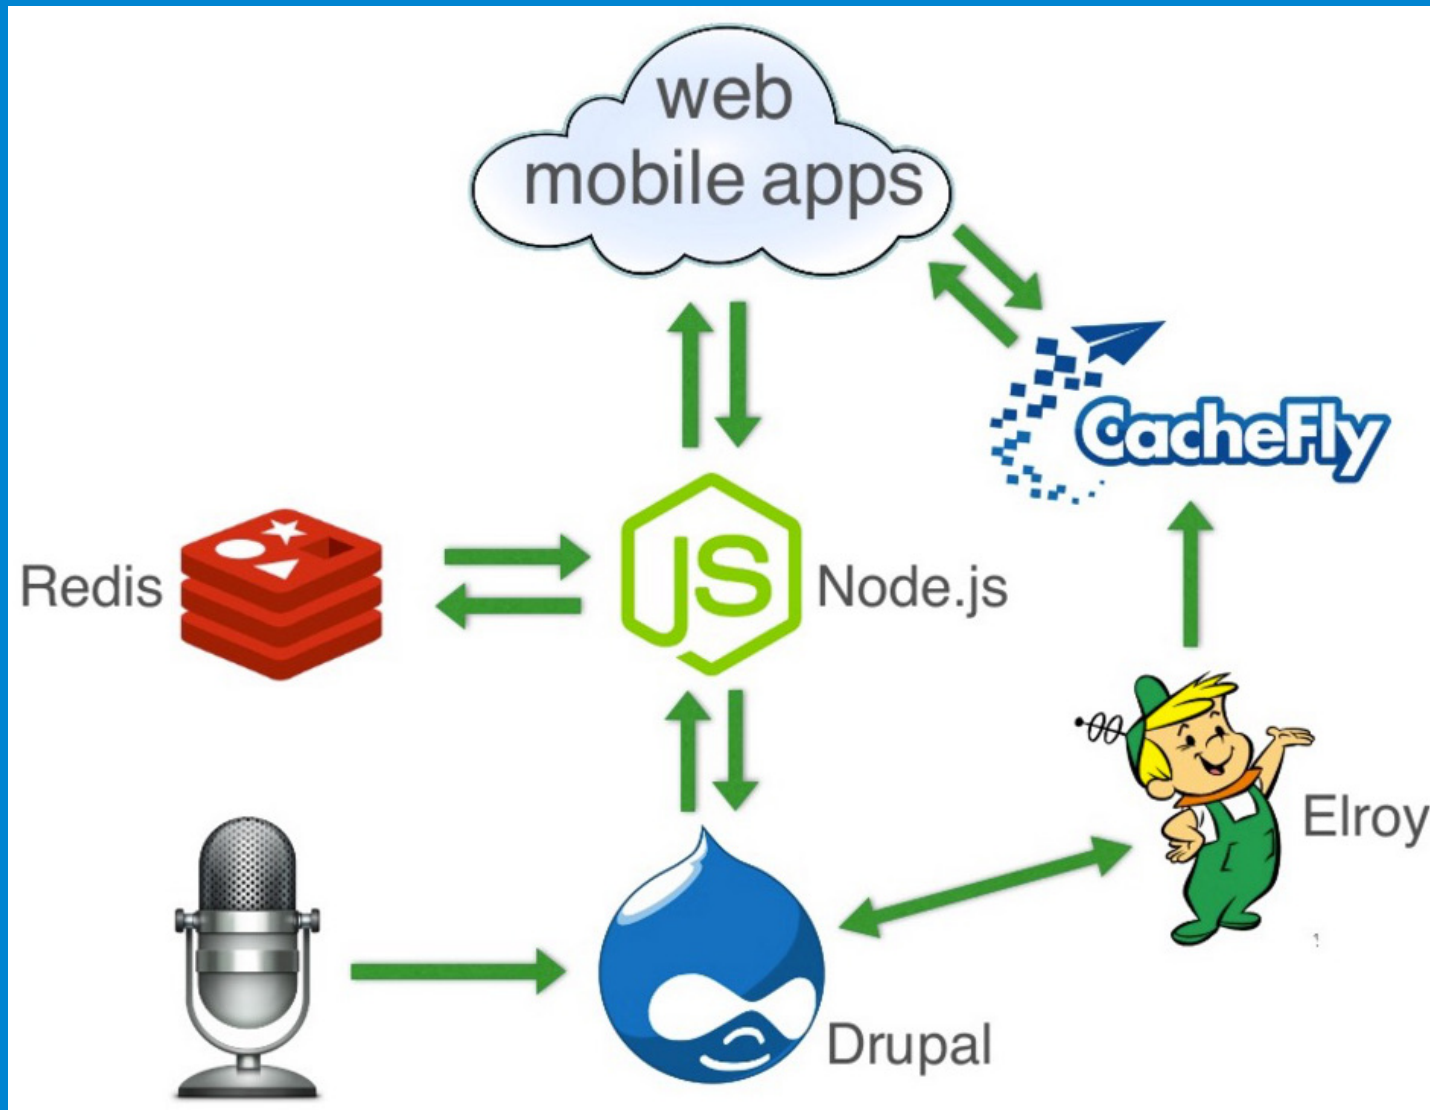 web
mobile apps
CacheFly
Redis
JS
Node.js
Elroy
Drupal